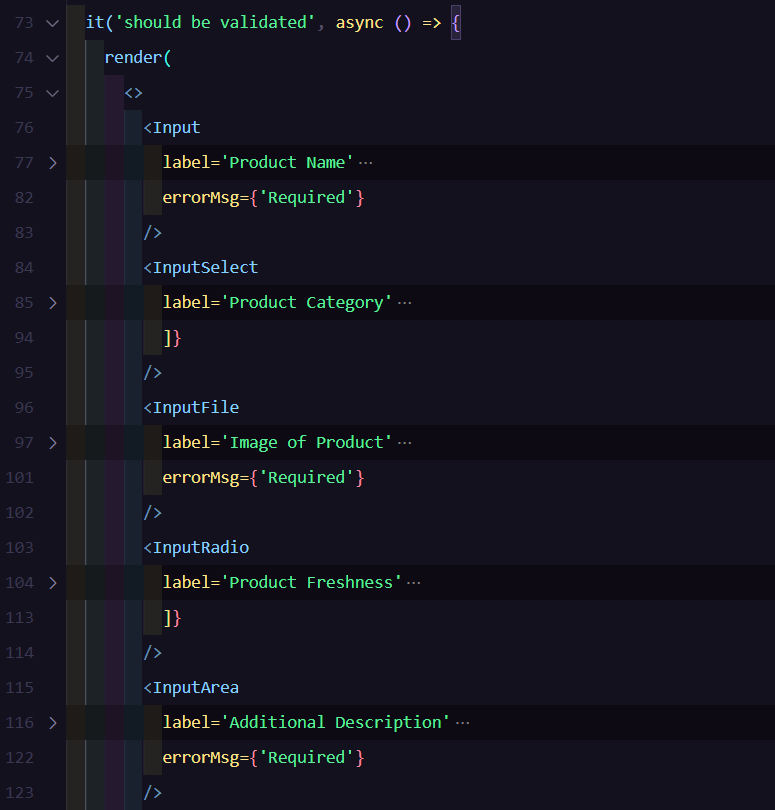 73 it('should be validated', async () => {
74 render(
75 <>
76 <Input
77 label='Product Name' ···
82 errorMsg={'Required'}
83 />
84 <InputSelect
85 label='Product Category' ···
94 ]}
95 />
96 <InputFile
97 label='Image of Product' ···
101 errorMsg={'Required'}
102 />
103 <InputRadio
104 label='Product Freshness' ···
113 ]}
114 />
115 <InputArea
116 label='Additional Description' ···
122 errorMsg={'Required'}
123 />